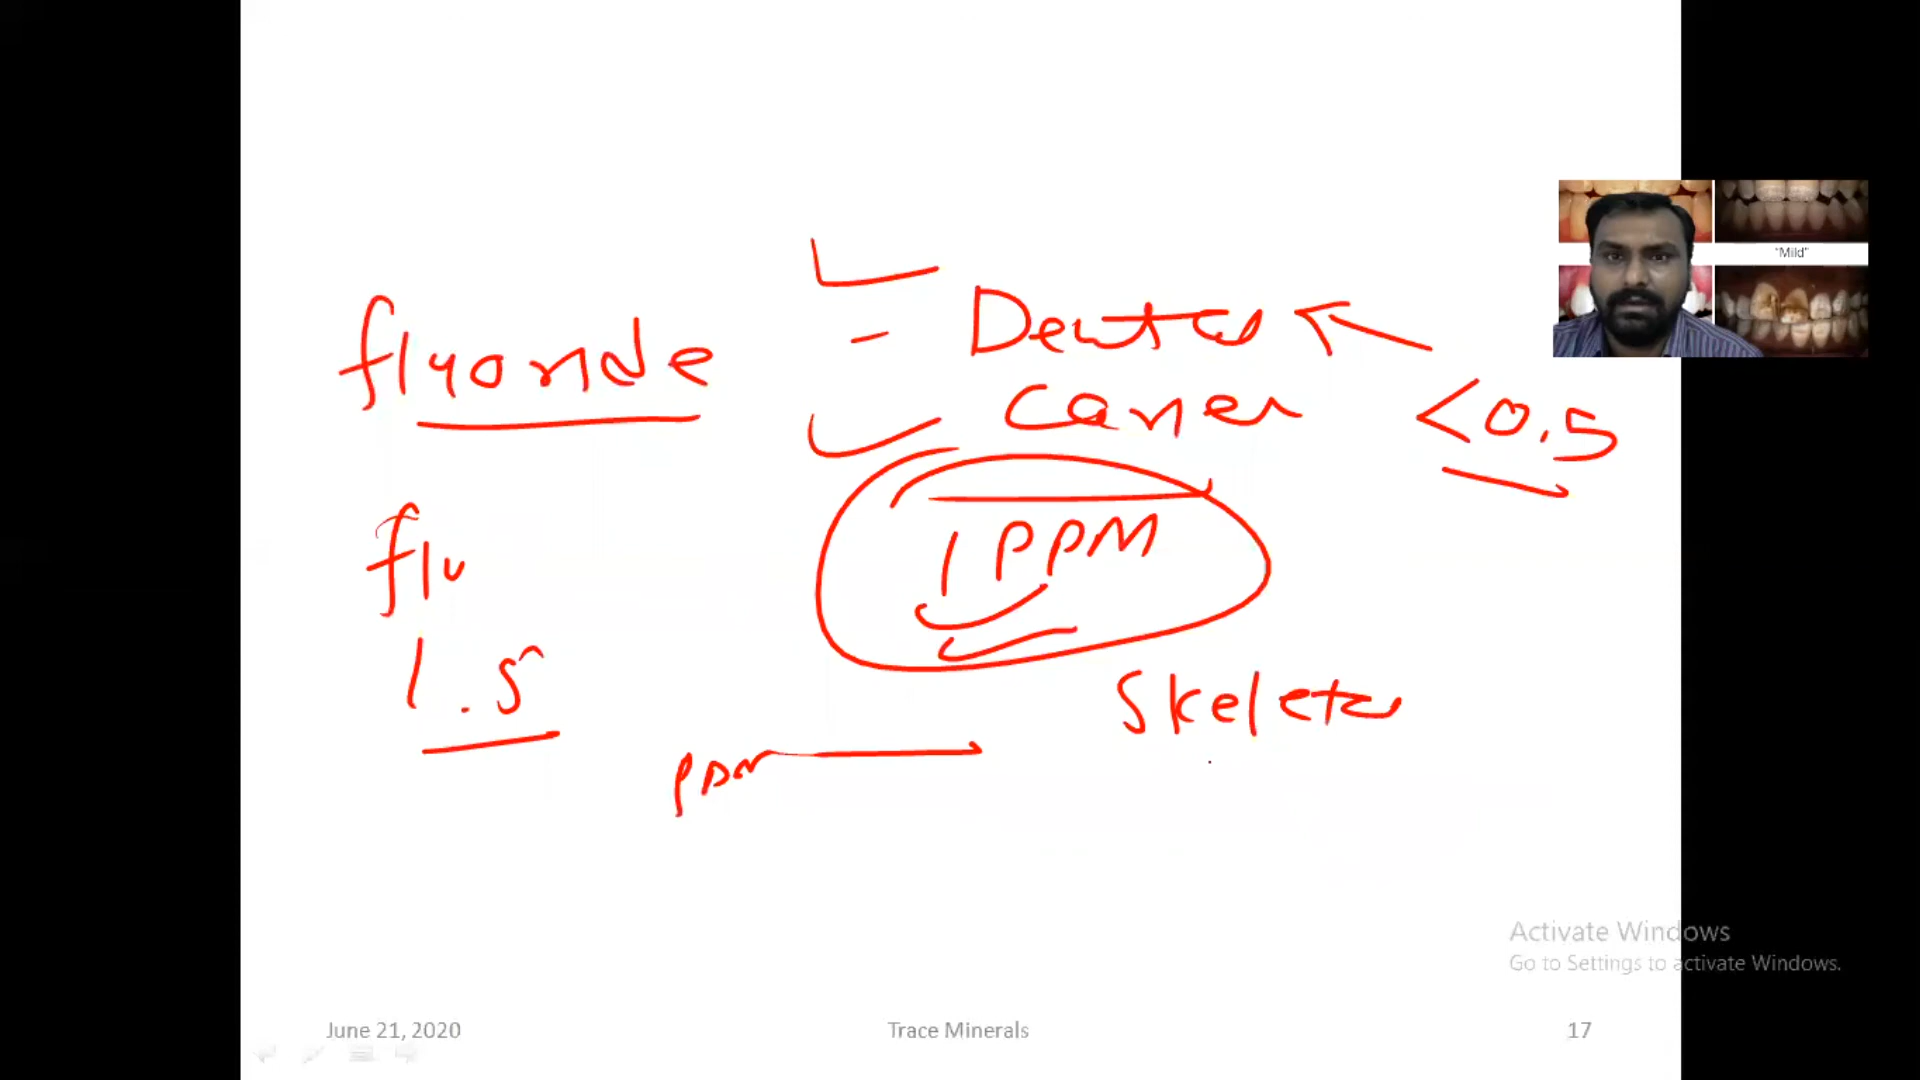 fluoride
- Dental
Caries
<0.5
1 PPM
flu
1.5
PPM
Skeleta
"Mild"
Activate Windows
Go to Settings to activate Windows.
June 21, 2020
Trace Minerals
17